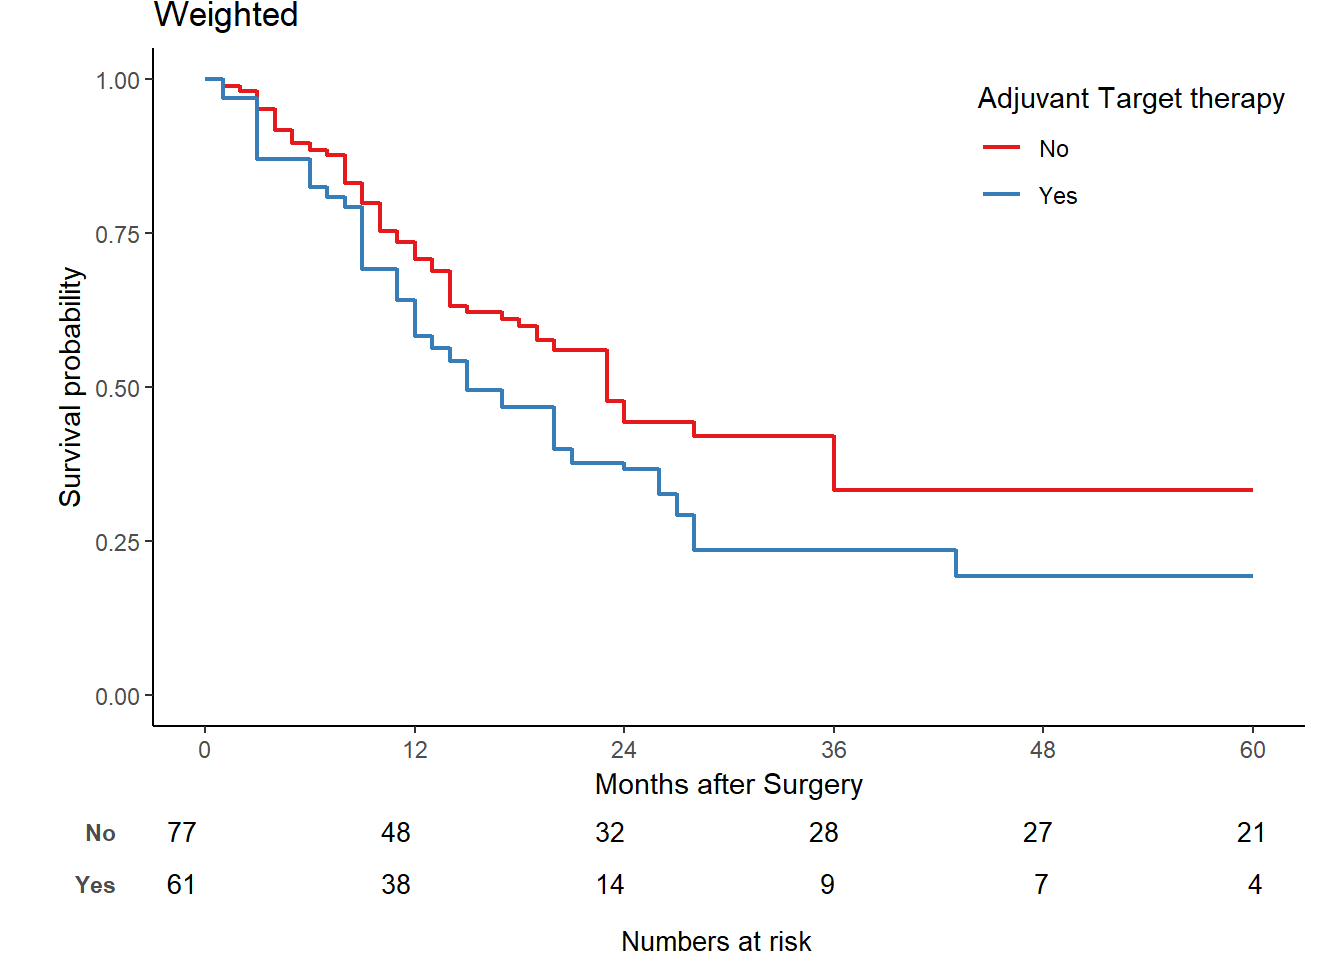 Weighted
Survival probability
1.00
0.75
0.50
0.25
0.00
Adjuvant Target therapy
No
Yes
0 12 24 36 48 60
Months after Surgery
No 77 48 32 28 27 21
Yes 61 38 14 9 7 4
Numbers at risk